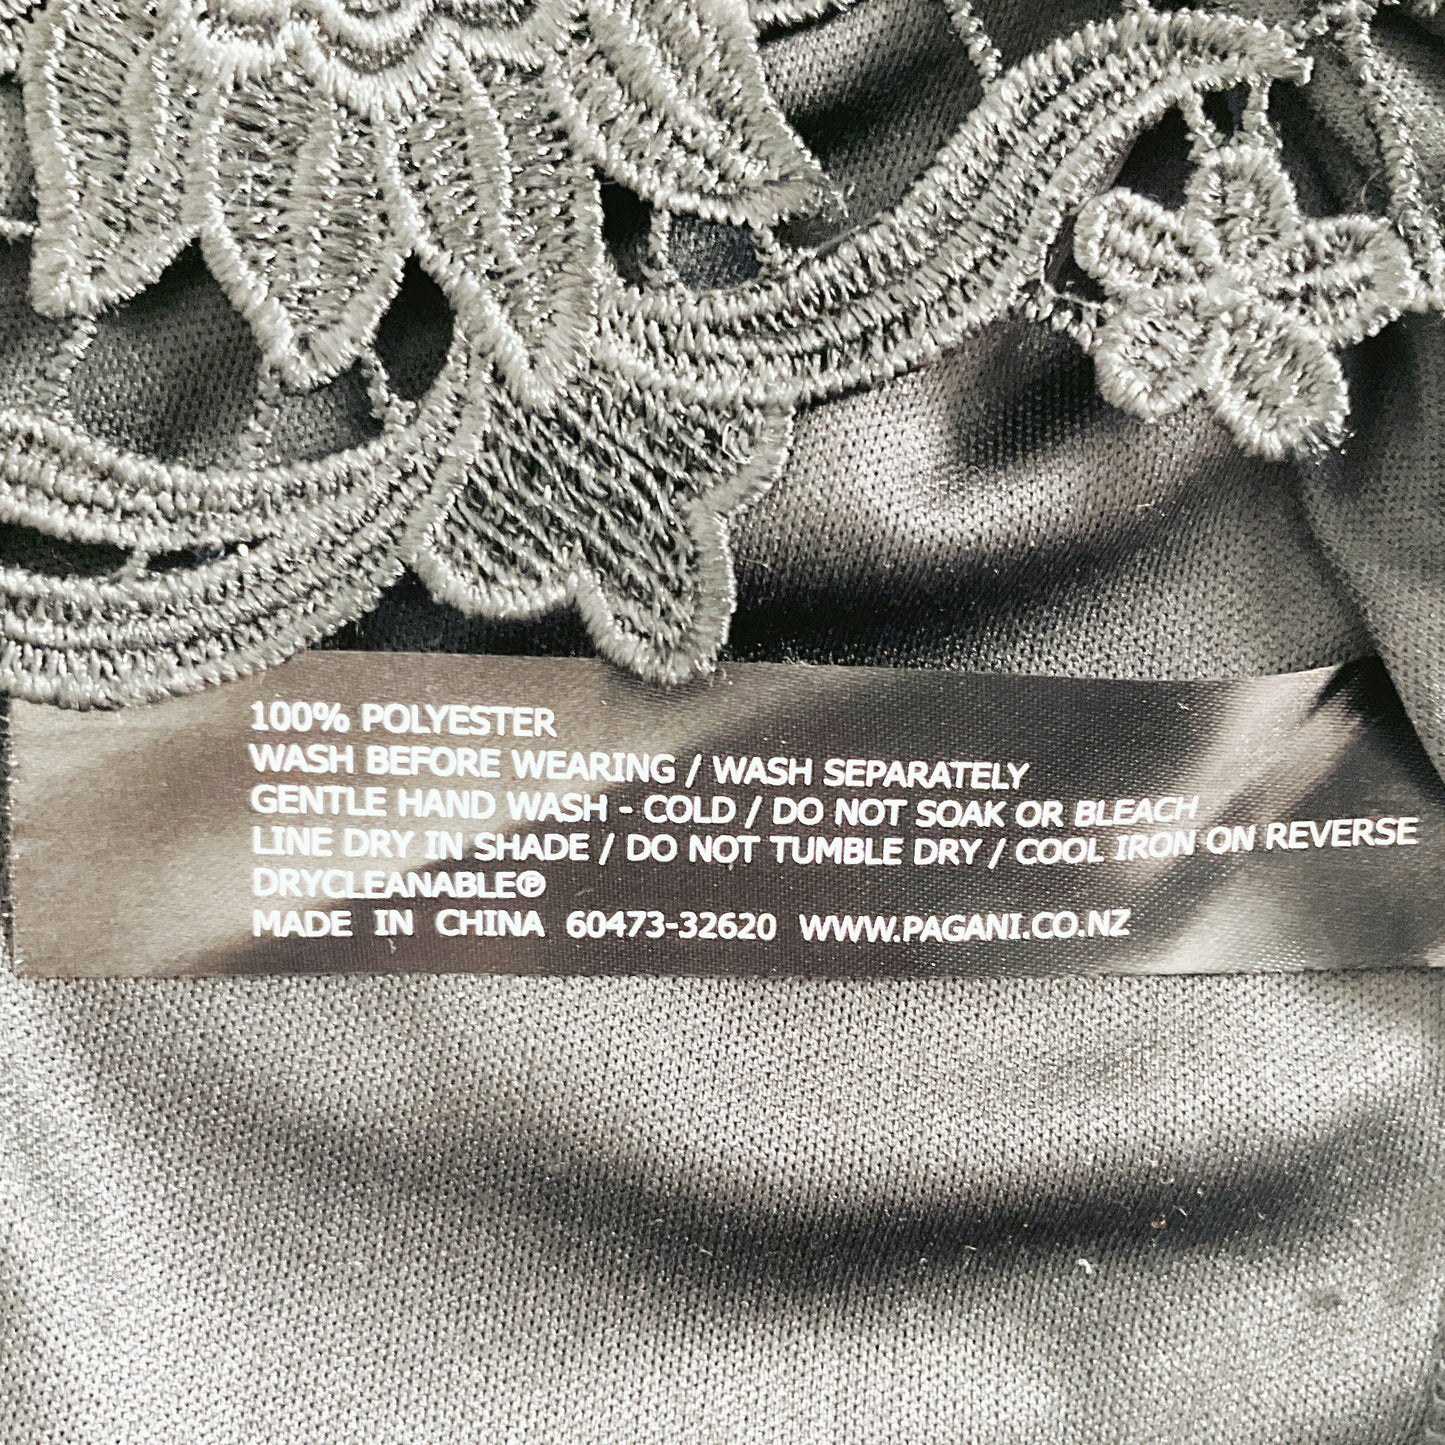 100% POLYESTER
WASH BEFORE WEARING / WASH SEPARATELY
GENTLE HAND WASH - COLD / DO NOT SOAK OR BLEACH
LINE DRY IN SHADE / DO NOT TUMBLE DRY / COOL IRON ON REVERSE
DRYCLEANABLE℗
MADE IN CHINA 60473-32620 WWW.PAGANI.CO.NZ